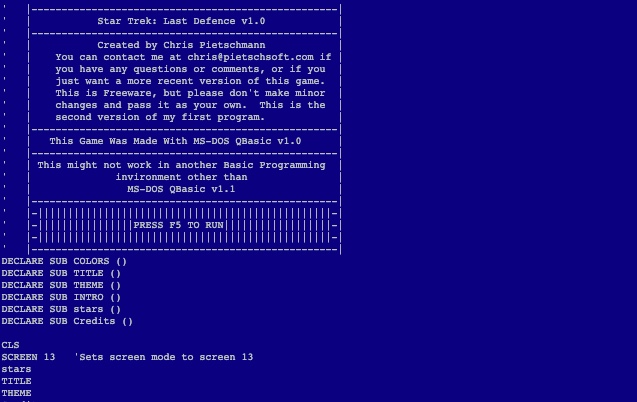 '   |---------------------------------------------------|
'   |           Star Trek: Last Defence v1.0            |
'   |---------------------------------------------------|
'   |           Created by Chris Pietschmann            |
'   |    You can contact me at chris@pietschsoft.com if |
'   |    you have any questions or comments, or if you  |
'   |    just want a more recent version of this game.  |
'   |    This is Freeware, but please don't make minor  |
'   |    changes and pass it as your own.  This is the  |
'   |    second version of my first program.            |
'   |---------------------------------------------------|
'   |   This Game Was Made With MS-DOS QBasic v1.0      |
'   |---------------------------------------------------|
'   | This might not work in another Basic Programming  |
'   |              invironment other than               |
'   |                MS-DOS QBasic v1.1                 |
'   |---------------------------------------------------|
'   |-|||||||||||||||||||||||||||||||||||||||||||||||||-|
'   |-||||||||||||||||PRESS F5 TO RUN||||||||||||||||||-|
'   |-|||||||||||||||||||||||||||||||||||||||||||||||||-|
'   |---------------------------------------------------|
DECLARE SUB COLORS ()
DECLARE SUB TITLE ()
DECLARE SUB THEME ()
DECLARE SUB INTRO ()
DECLARE SUB stars ()
DECLARE SUB Credits ()
CLS
SCREEN 13   'Sets screen mode to screen 13
stars
TITLE
THEME